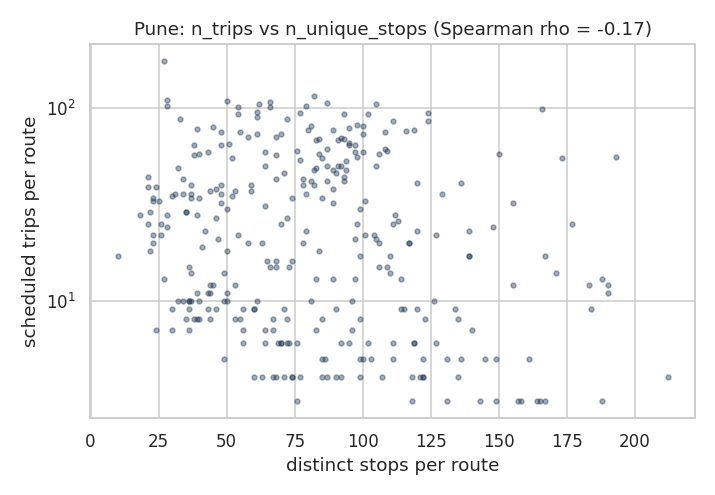 Pune: n_trips vs n_unique_stops (Spearman rho = -0.17)
scheduled trips per route
10²
10¹
0 25 50 75 100 125 150 175 200
distinct stops per route